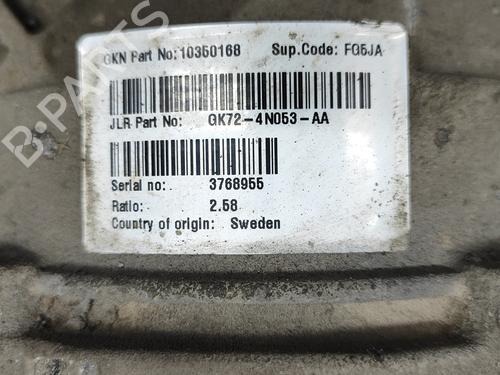 GKN Part No:10350168 Sup.Code: FQ5JA
JLR Part No: GK72-4N053-AA
Serial no: 3768955
Ratio: 2.58
Country of origin: Sweden
B-PARTS